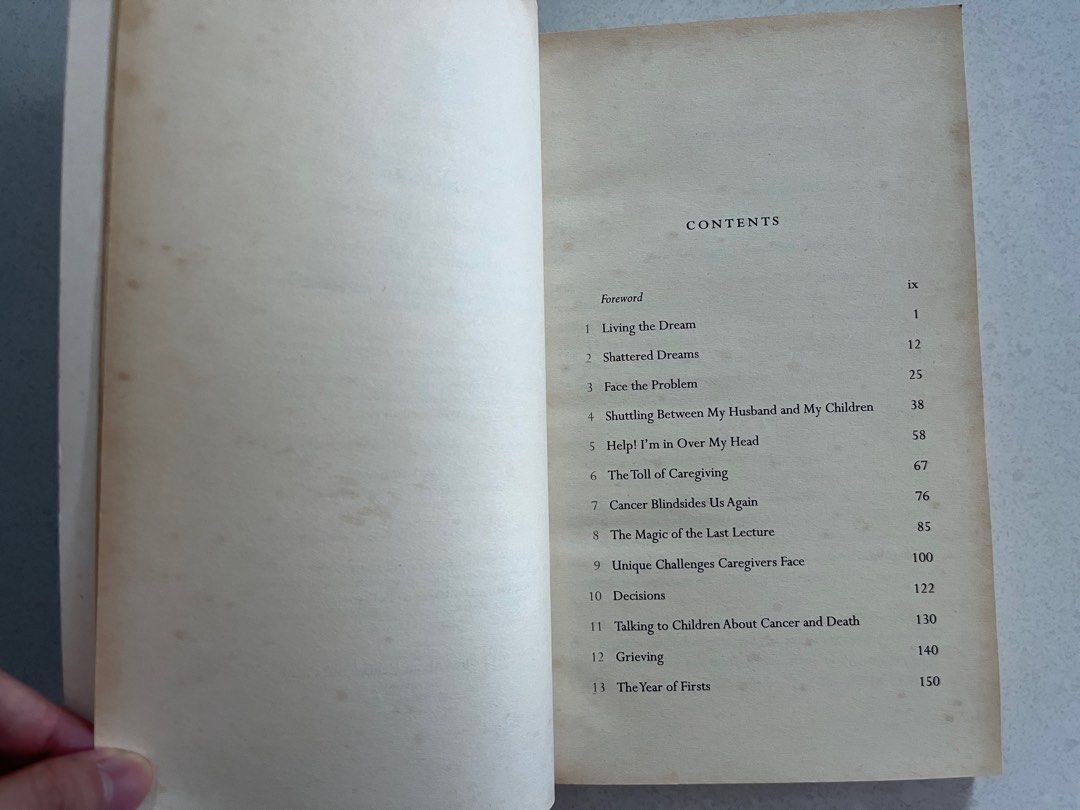 CONTENTS
Foreword ix
1 Living the Dream 1
2 Shattered Dreams 12
3 Face the Problem 25
4 Shuttling Between My Husband and My Children 38
5 Help! I'm in Over My Head 58
6 The Toll of Caregiving 67
7 Cancer Blindsides Us Again 76
8 The Magic of the Last Lecture 85
9 Unique Challenges Caregivers Face 100
10 Decisions 122
11 Talking to Children About Cancer and Death 130
12 Grieving 140
13 The Year of Firsts 150